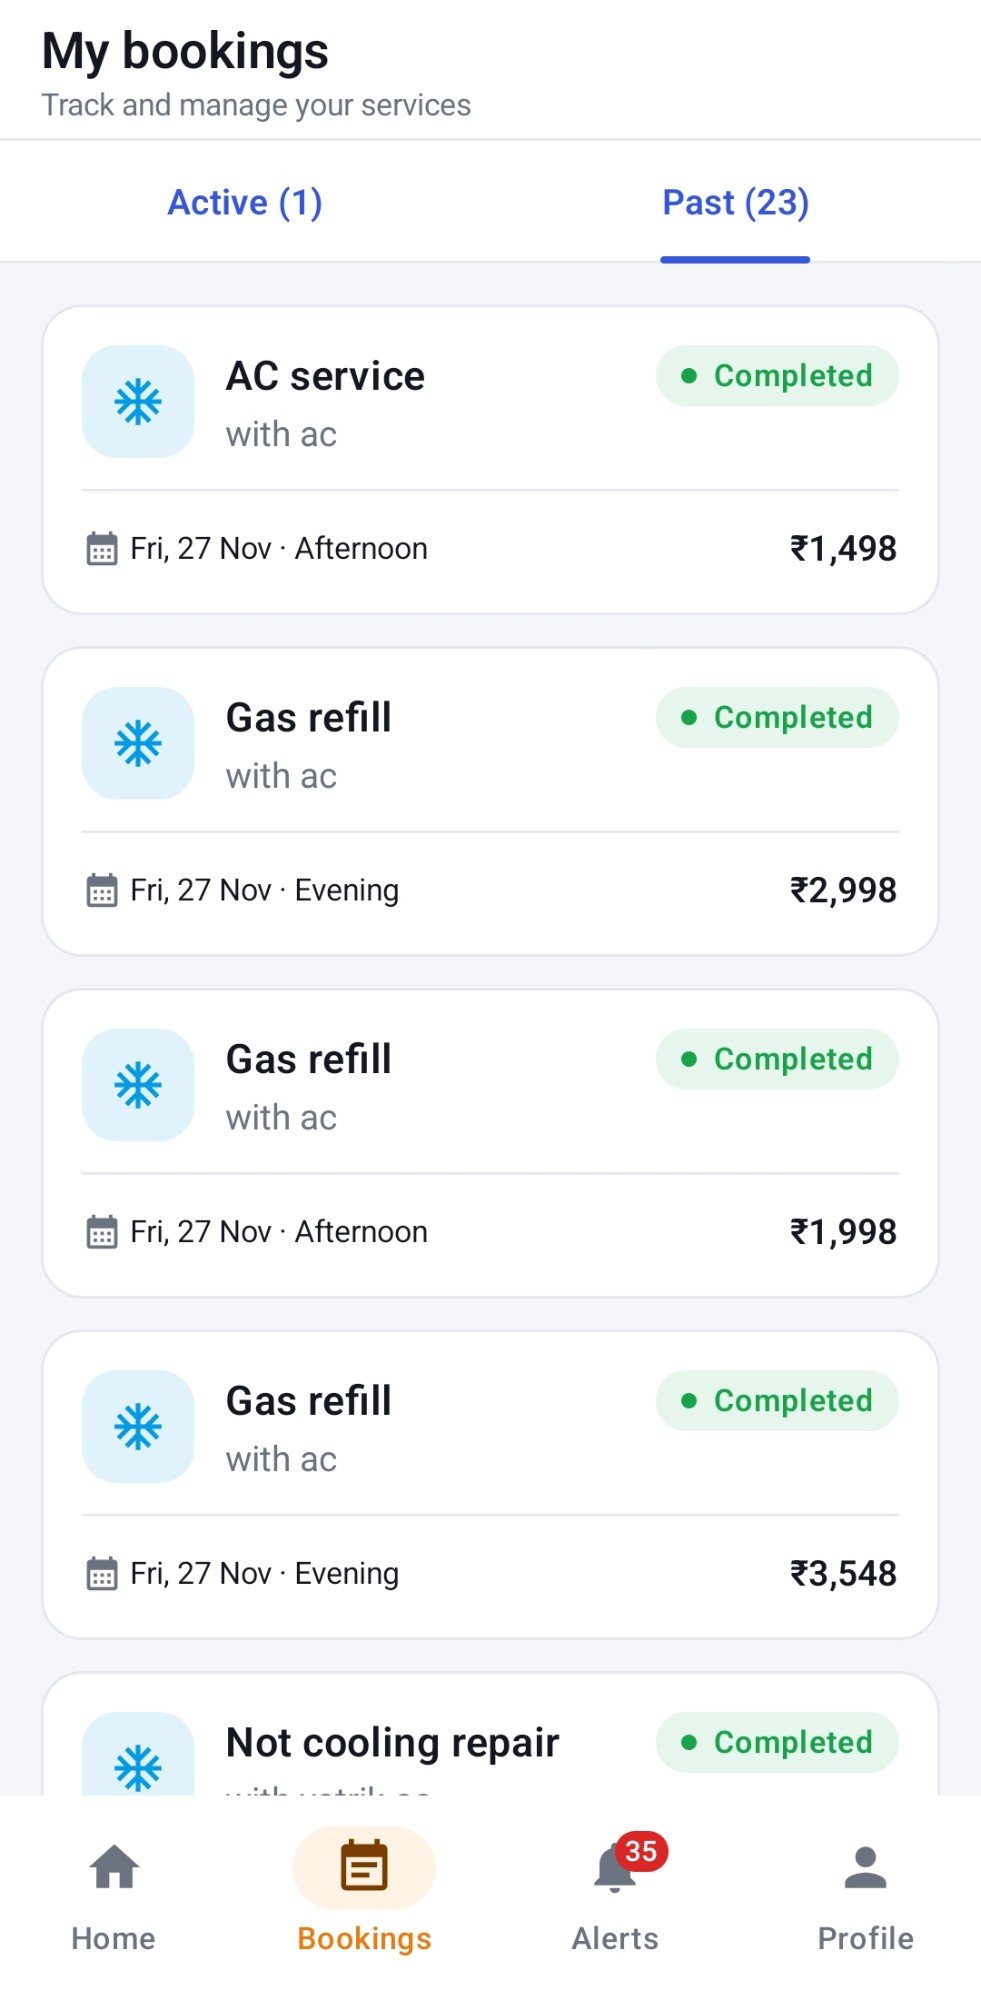 My bookings
Track and manage your services
Active (1)
Past (23)
AC service
Completed
with ac
Fri, 27 Nov · Afternoon
₹1,498
Gas refill
Completed
with ac
Fri, 27 Nov · Evening
₹2,998
Gas refill
Completed
with ac
Fri, 27 Nov · Afternoon
₹1,998
Gas refill
Completed
with ac
Fri, 27 Nov · Evening
₹3,548
Not cooling repair
Completed
with
35
Home
Bookings
Alerts
Profile